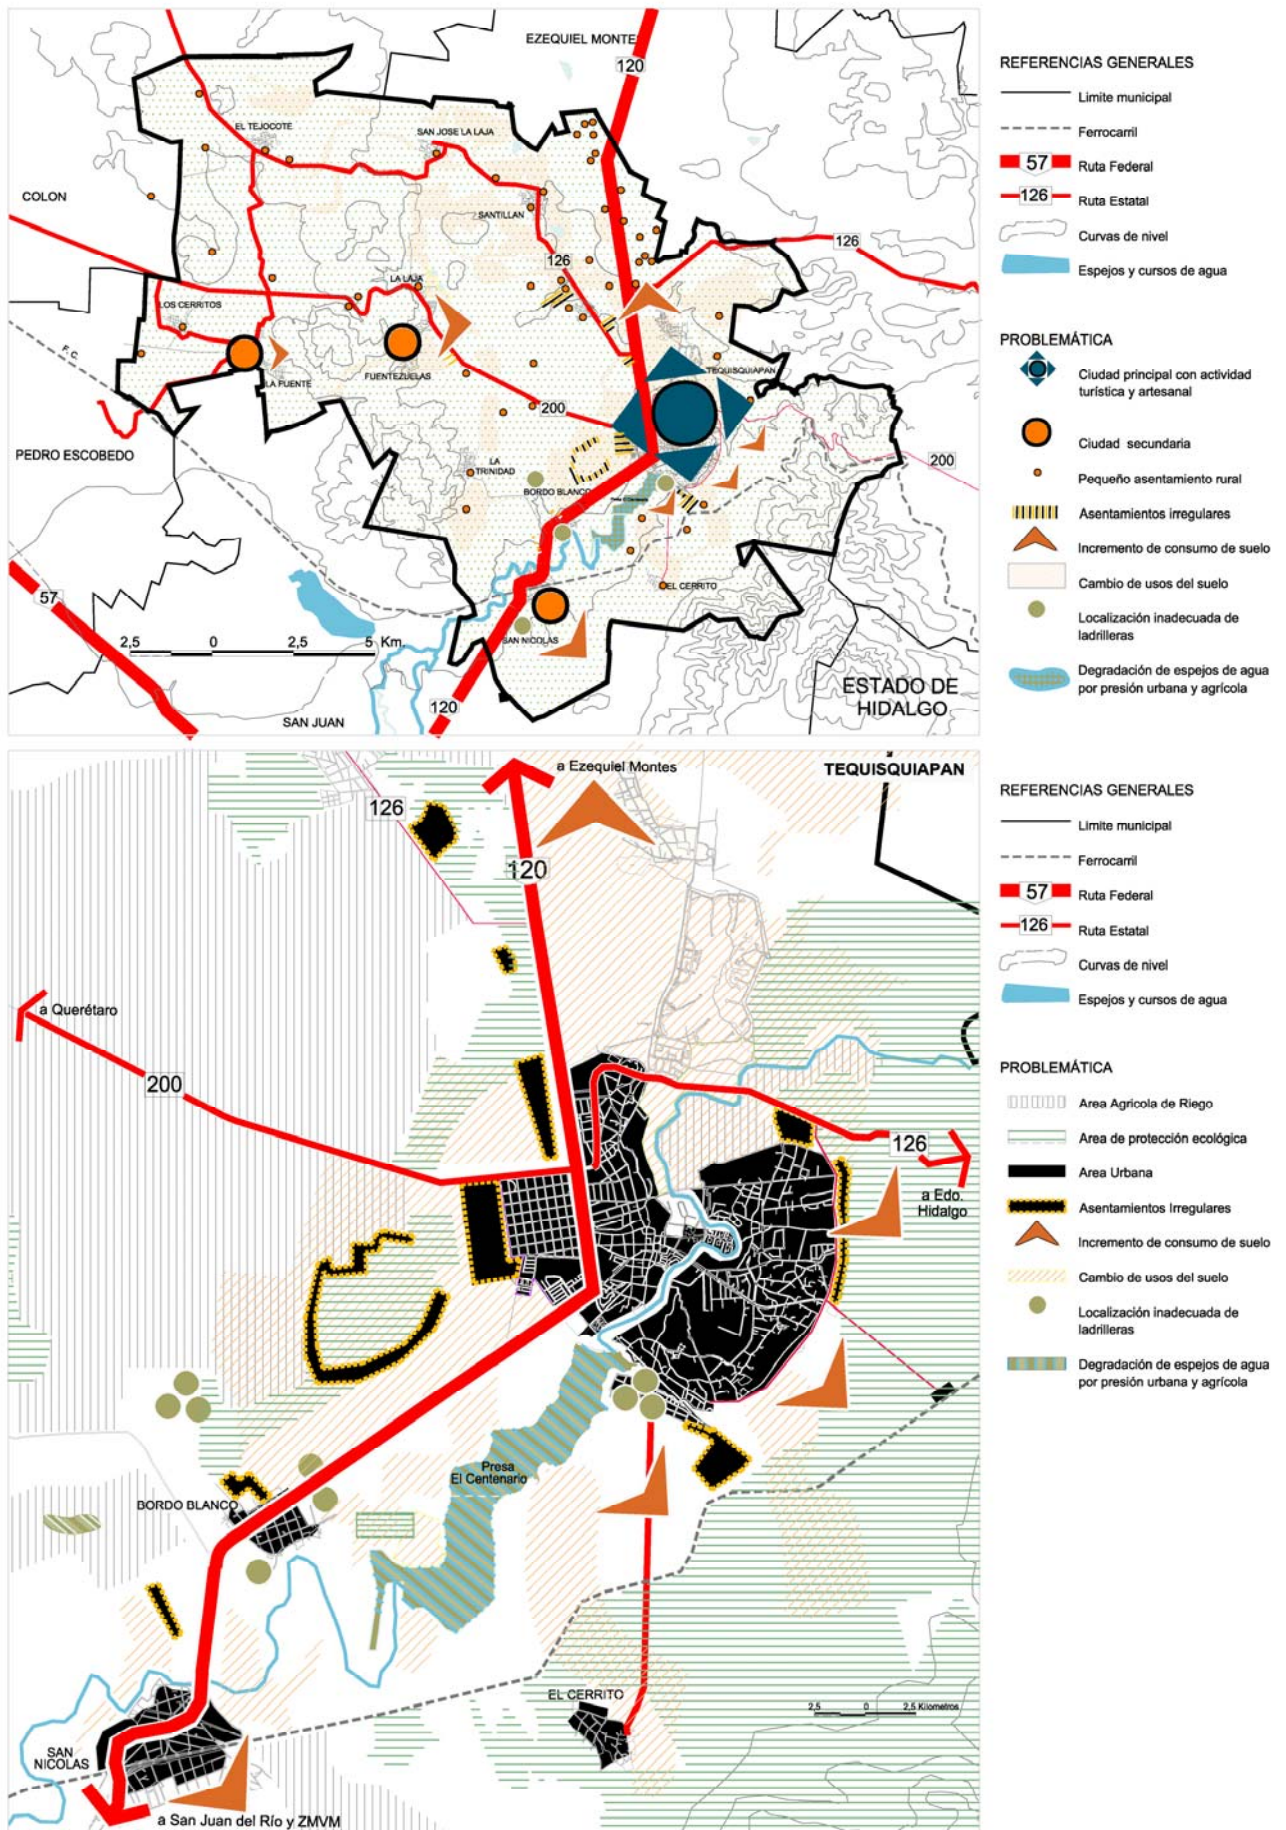 EZEQUIEL MONTE
120
EL TEJOCOTE
SAN JOSE LA LAJA
COLON
SANTILLAN
126
126
LA LAJA
LOS CERRITOS
F.C.
LA FUENTE
FUENTEZUELAS
TEQUISQUIAPAN
200
PEDRO ESCOBEDO
LA
TRINIDAD
BORDO BLANCO
200
57
EL CERRITO
2,5 0 2,5 5 Km.
SAN NICOLAS
120
SAN JUAN
ESTADO DE
HIDALGO
REFERENCIAS GENERALES
Limite municipal
Ferrocarril
57 Ruta Federal
126 Ruta Estatal
Curvas de nivel
Espejos y cursos de agua
PROBLEMÁTICA
Ciudad principal con actividad
turística y artesanal
Ciudad secundaria
Pequeño asentamiento rural
Asentamientos irregulares
Incremento de consumo de suelo
Cambio de usos del suelo
Localización inadecuada de
ladrilleras
Degradación de espejos de agua
por presión urbana y agrícola
a Ezequiel Montes
TEQUISQUIAPAN
126
120
a Querétaro
200
126
a Edo.
Hidalgo
Presa
El Centenario
BORDO BLANCO
EL CERRITO
2,5 0 2,5 Kilometros
SAN
NICOLAS
a San Juan del Río y ZMVM
REFERENCIAS GENERALES
Limite municipal
Ferrocarril
57 Ruta Federal
126 Ruta Estatal
Curvas de nivel
Espejos y cursos de agua
PROBLEMÁTICA
Area Agricola de Riego
Area de protección ecológica
Area Urbana
Asentamientos Irregulares
Incremento de consumo de suelo
Cambio de usos del suelo
Localización inadecuada de
ladrilleras
Degradación de espejos de agua
por presión urbana y agrícola